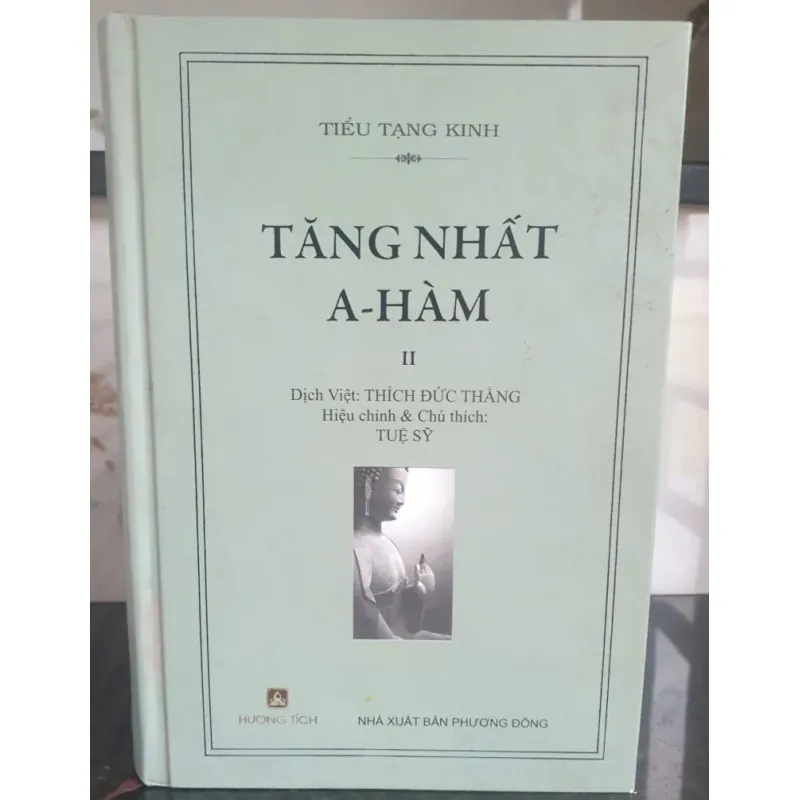 TIỂU TẠNG KINH
TĂNG NHẤT
A-HÀM
II
Dịch Việt: THÍCH ĐỨC THẮNG
Hiệu chỉnh & Chú thích:
TUỆ SỸ
HƯƠNG TÍCH NHÀ XUẤT BẢN PHƯƠNG ĐÔNG